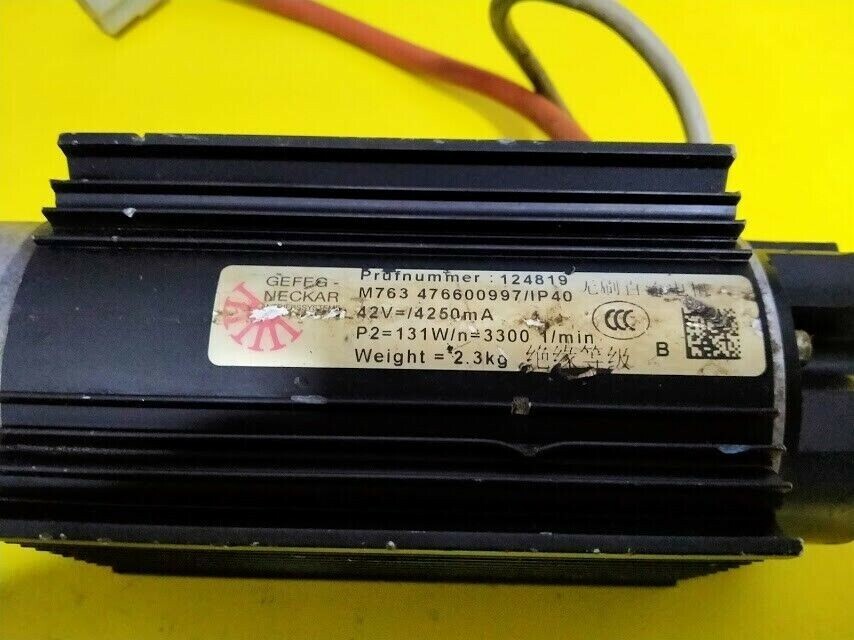 GEFEG -
NECKAR
Prüfnummer : 124819
M763 476600997/IP40
42V=/4250mA
P2=131W/n=3300 1/min
Weight = 2.3kg 绝缘等级 B
CCC